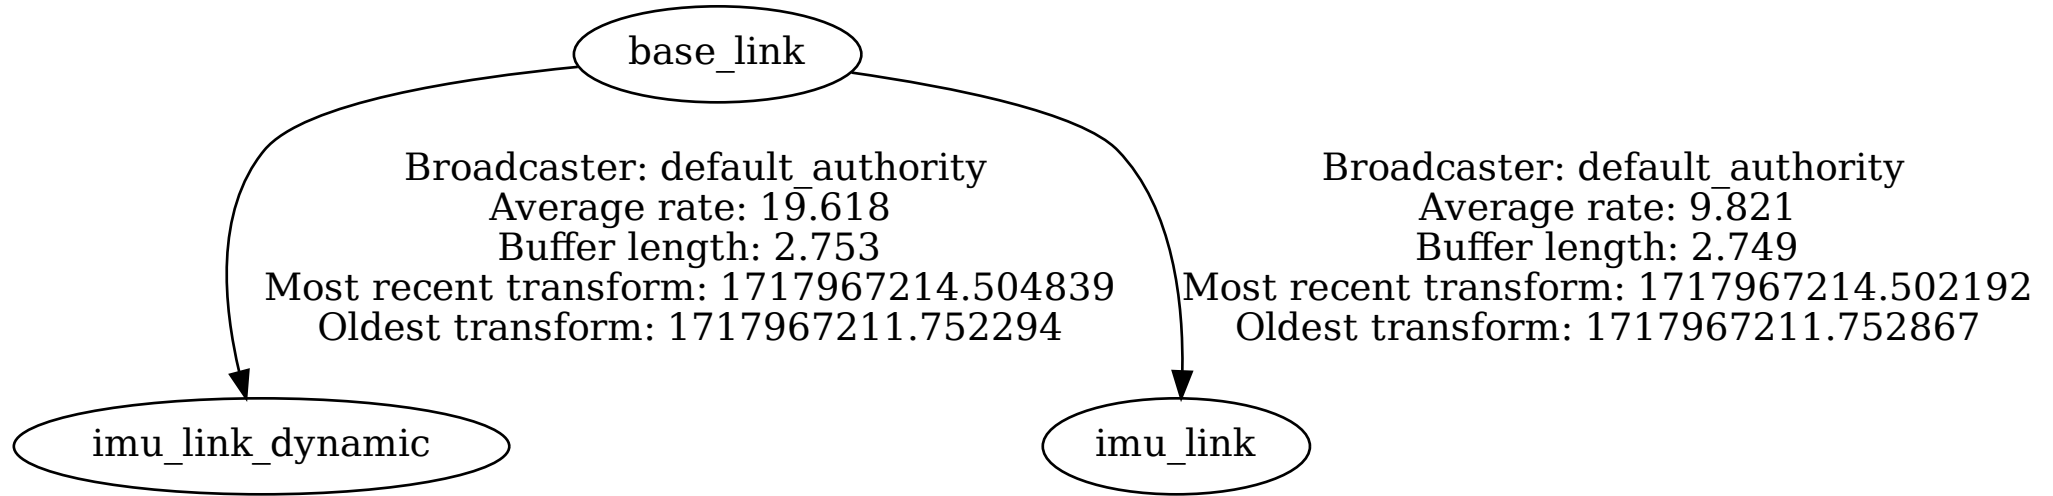 base_link
Broadcaster: default_authority
Average rate: 19.618
Buffer length: 2.753
Most recent transform: 1717967214.504839
Oldest transform: 1717967211.752294
Broadcaster: default_authority
Average rate: 9.821
Buffer length: 2.749
Most recent transform: 1717967214.502192
Oldest transform: 1717967211.752867
imu_link_dynamic
imu_link